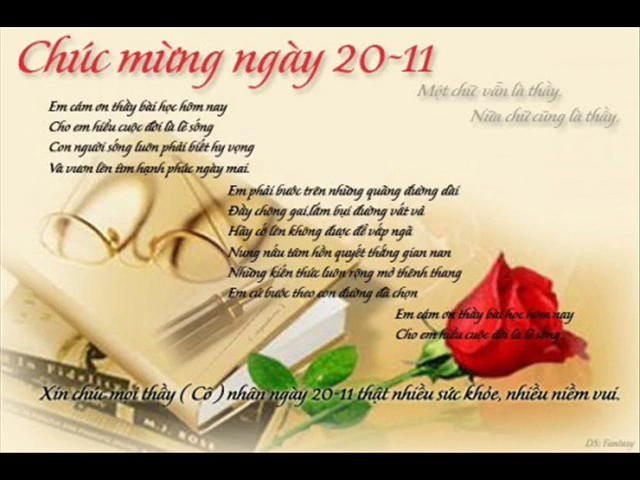 Chúc mừng ngày 20-11
Một chữ vẫn là thầy.
Nửa chữ cũng là thầy.
Em cám ơn thầy bài học hôm nay
Cho em hiểu cuộc đời là lẽ sống
Con người sống luôn phải biết hy vọng
Và vươn lên tìm hạnh phúc ngày mai.
Em phải bước trên những quãng đường dài
Đầy chông gai,lấm bụi đường vất vả
Hãy cố lên không được để vấp ngã
Nung nấu tâm hồn quyết thắng gian nan
Những kiến thức luôn rộng mở thênh thang
Em cứ bước theo con đường đã chọn
Em cám ơn thầy bài học hôm nay
Cho em hiểu cuộc đời là lẽ sống
Xin chúc mọi thầy ( Cô ) nhân ngày 20-11 thật nhiều sức khỏe, nhiều niềm vui.
M.J. ROSE
DS: Fantasy